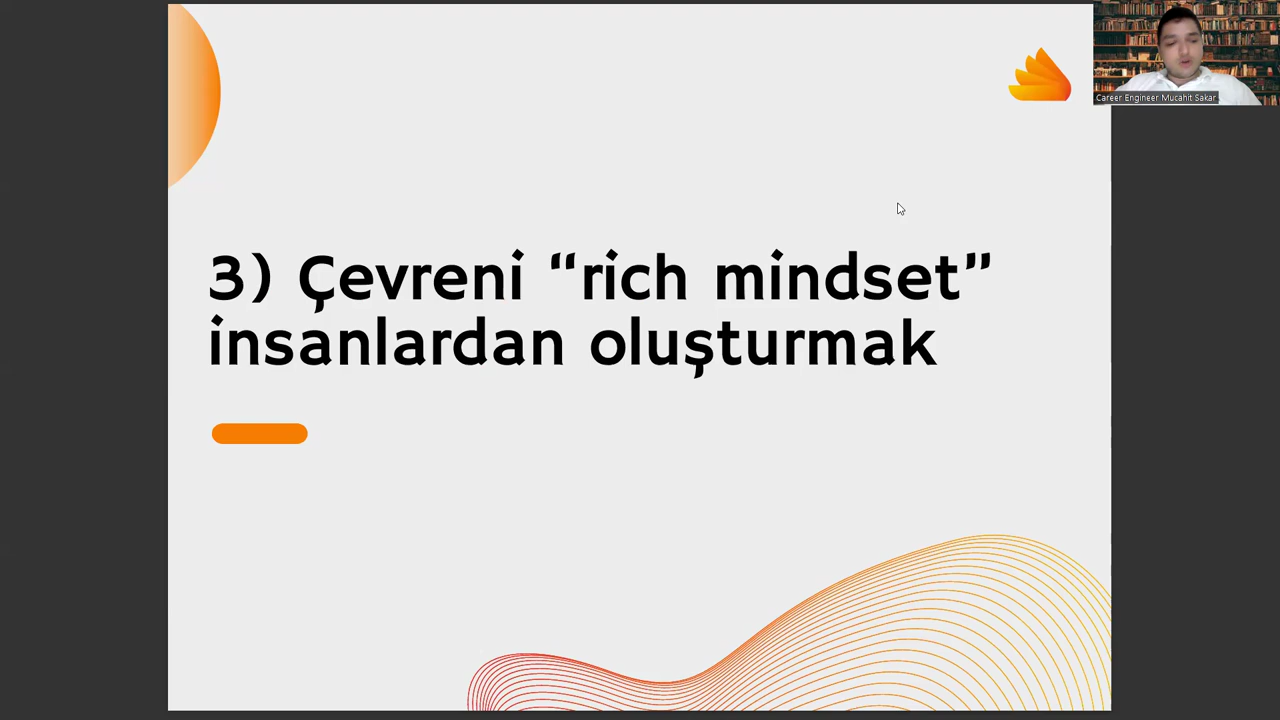 Career Engineer Mucahit Sakar
3) Çevreni “rich mindset”
insanlardan oluşturmak